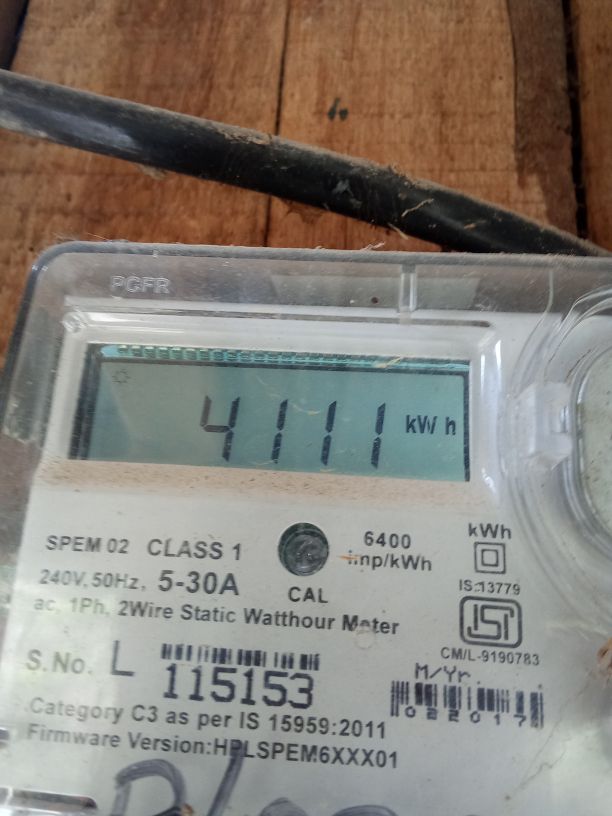 PGFR
4111 kWh
SPEM 02 CLASS 1
6400
imp/kWh
kWh
240V, 50Hz, 5-30A
CAL
IS:13779
ac, 1Ph, 2Wire Static Watthour Meter
ISI
CM/L-9190783
S.No. L 115153
M/Yr.
022017
Category C3 as per IS 15959:2011
Firmware Version:HPLSPEM6XXX01